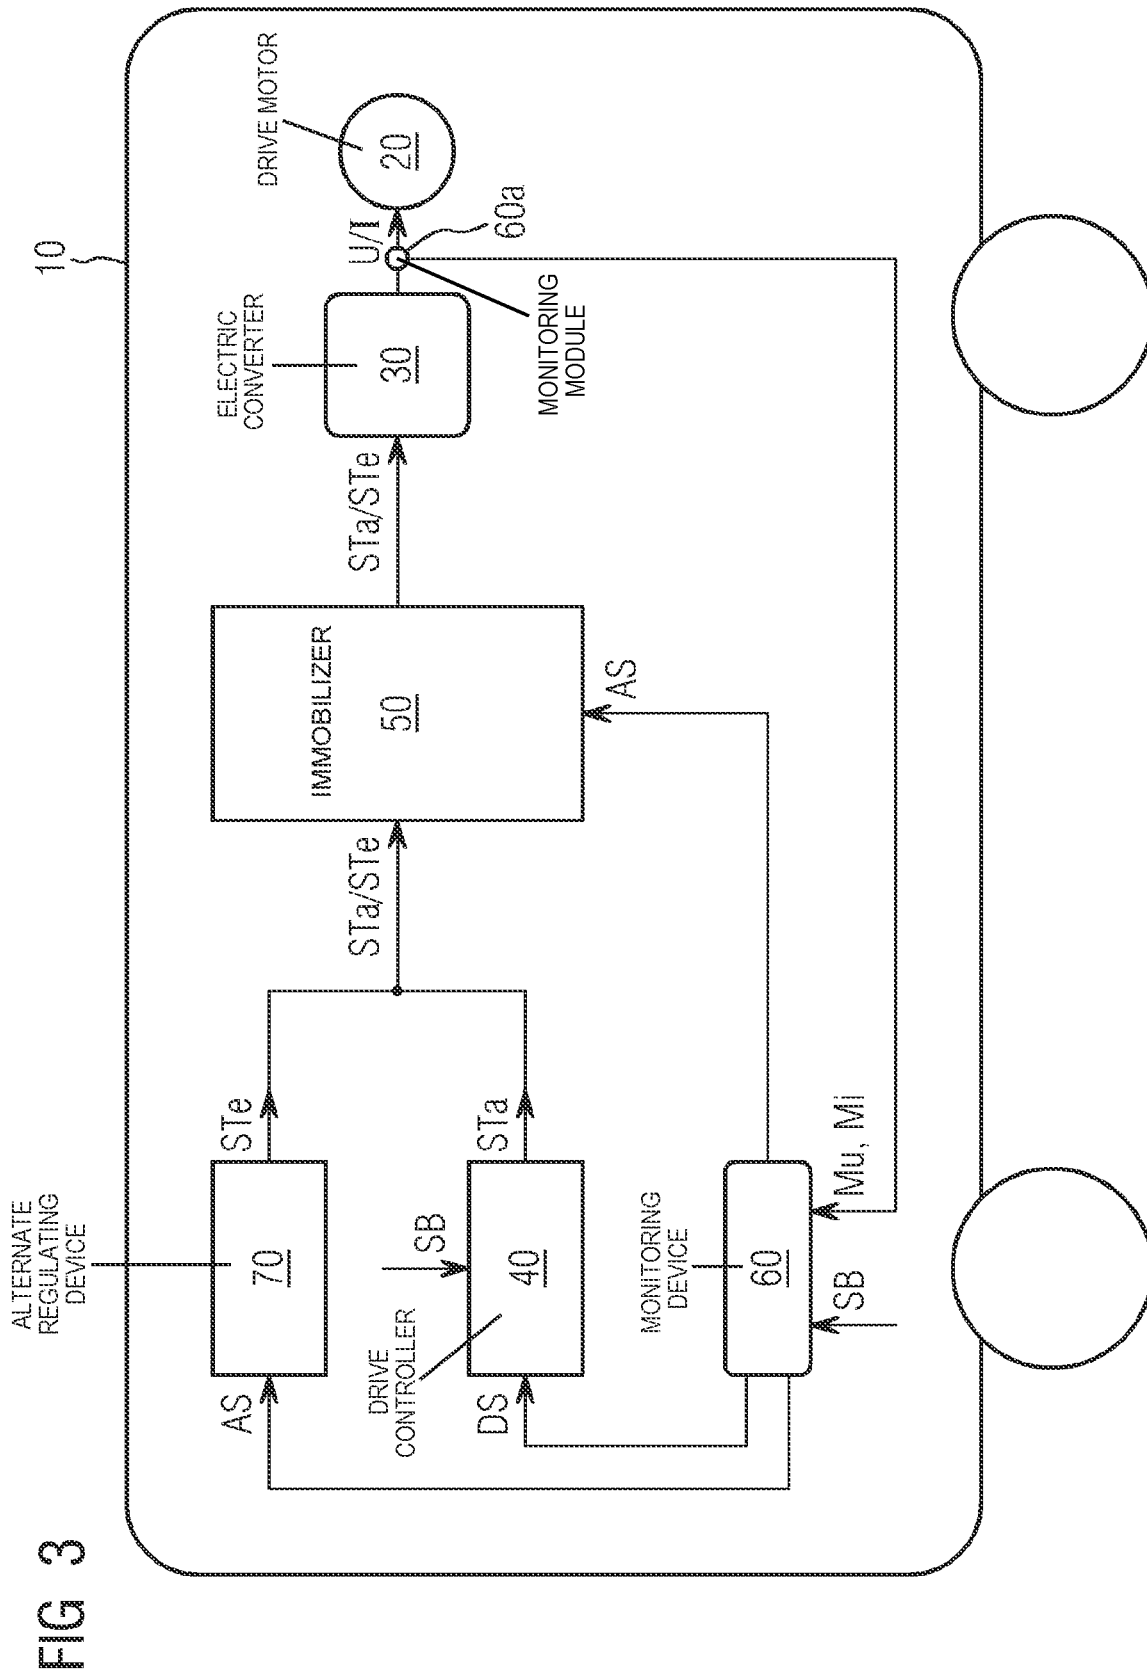 FIG 3
10
ALTERNATE
REGULATING
DEVICE
70
AS
STe
DRIVE
CONTROLLER
SB
40
DS
STa
MONITORING
DEVICE
60
SB
Mu, Mi
STa/STe
IMMOBILIZER
50
AS
STa/STe
ELECTRIC
CONVERTER
30
U/I
60a
MONITORING
MODULE
DRIVE MOTOR
20